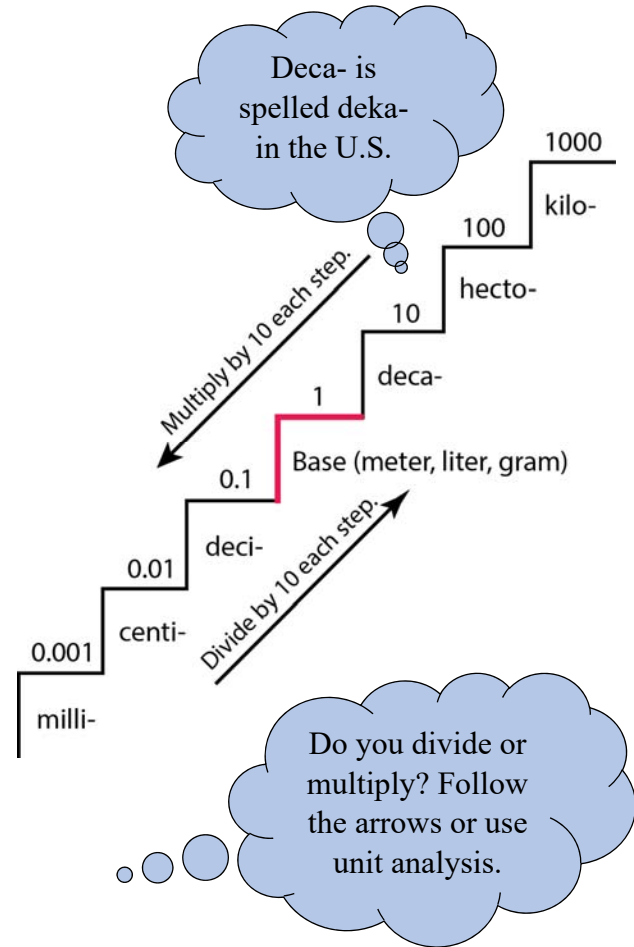 Deca- is
spelled deka-
in the U.S.
1000
kilo-
100
hecto-
10
deca-
Multiply by 10 each step.
1
Base (meter, liter, gram)
0.1
deci-
Divide by 10 each step.
0.01
centi-
0.001
milli-
Do you divide or
multiply? Follow
the arrows or use
unit analysis.